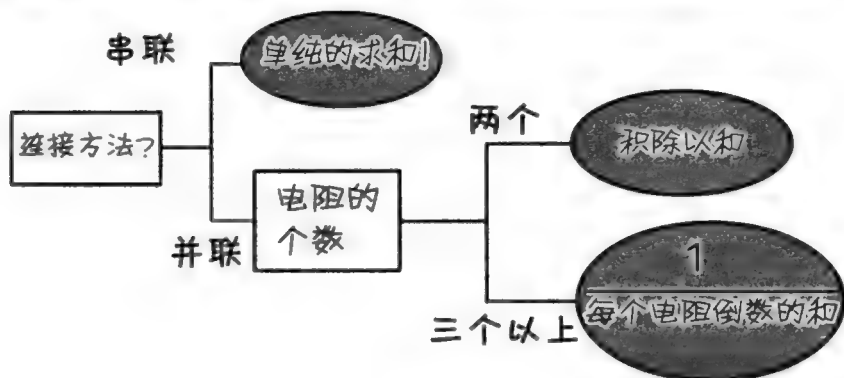 串联
单纯的求和!
连接方法?
两个
积除以和
电阻的
个数
并联
1
每个电阻倒数的和
三个以上